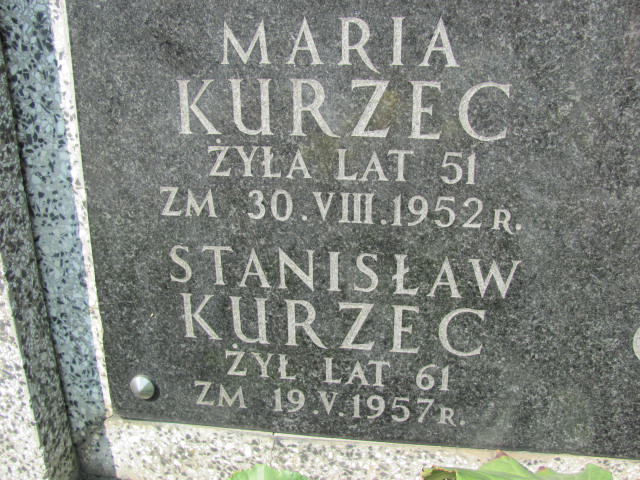 MARIA
KURZEC
ŻYŁA LAT 51
ZM 30.VIII.1952 R.
STANISŁAW
KURZEC
ŻYŁ LAT 61
ZM 19.V.1957 R.